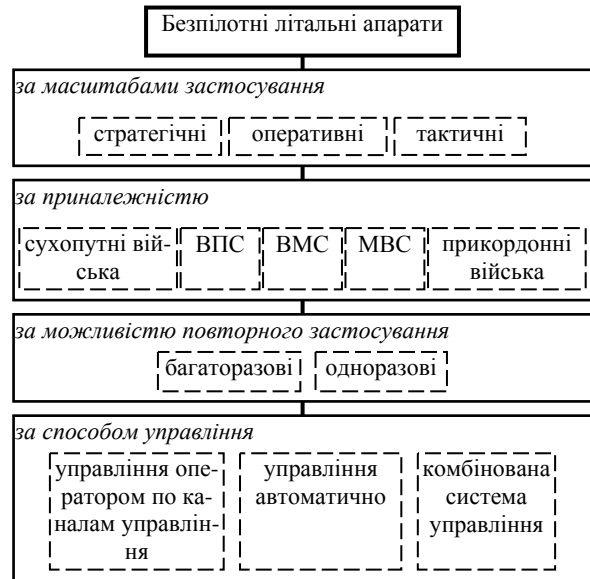 Безпілотні літальні апарати
за масштабами застосування
стратегічні оперативні тактичні
за приналежністю
сухопутні вій-
ська
ВПС
ВМС
МВС
прикордонні
війська
за можливістю повторного застосування
багаторазові одноразові
за способом управління
управління опе-
ратором по ка-
налам управлін-
ня
управління
автоматично
комбінована
система
управління